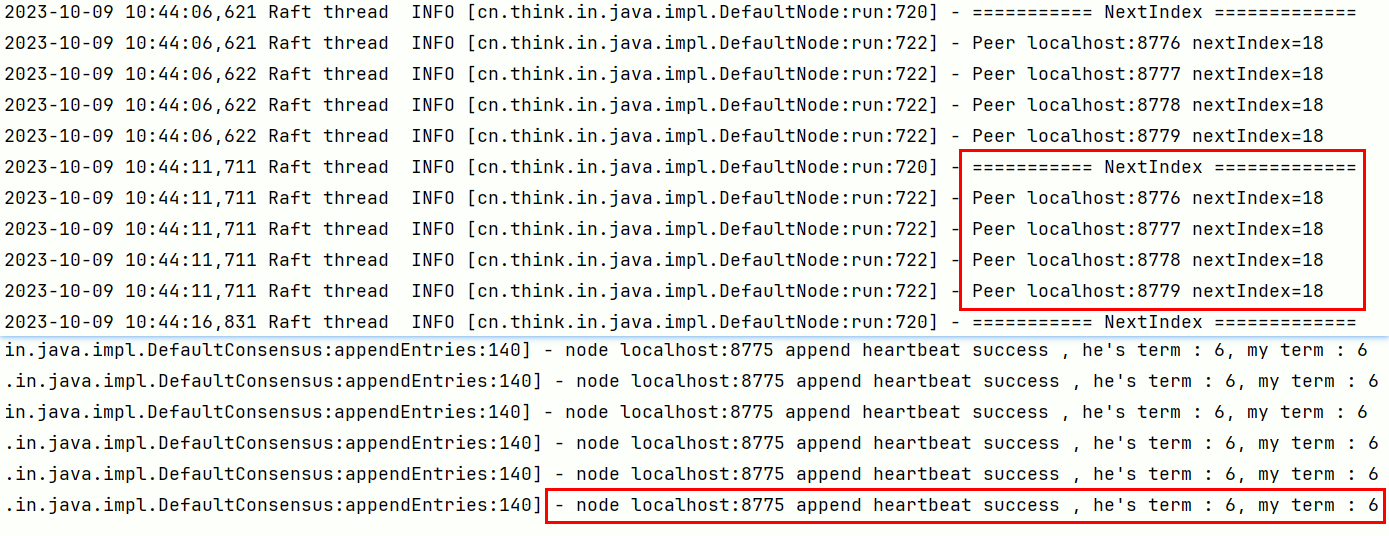 2023-10-09 10:44:06,621 Raft thread  INFO [cn.think.in.java.impl.DefaultNode:run:720] - =========== NextIndex =============
2023-10-09 10:44:06,621 Raft thread  INFO [cn.think.in.java.impl.DefaultNode:run:722] - Peer localhost:8776 nextIndex=18
2023-10-09 10:44:06,622 Raft thread  INFO [cn.think.in.java.impl.DefaultNode:run:722] - Peer localhost:8777 nextIndex=18
2023-10-09 10:44:06,622 Raft thread  INFO [cn.think.in.java.impl.DefaultNode:run:722] - Peer localhost:8778 nextIndex=18
2023-10-09 10:44:06,622 Raft thread  INFO [cn.think.in.java.impl.DefaultNode:run:722] - Peer localhost:8779 nextIndex=18
2023-10-09 10:44:11,711 Raft thread  INFO [cn.think.in.java.impl.DefaultNode:run:720] - =========== NextIndex =============
2023-10-09 10:44:11,711 Raft thread  INFO [cn.think.in.java.impl.DefaultNode:run:722] - Peer localhost:8776 nextIndex=18
2023-10-09 10:44:11,711 Raft thread  INFO [cn.think.in.java.impl.DefaultNode:run:722] - Peer localhost:8777 nextIndex=18
2023-10-09 10:44:11,711 Raft thread  INFO [cn.think.in.java.impl.DefaultNode:run:722] - Peer localhost:8778 nextIndex=18
2023-10-09 10:44:11,711 Raft thread  INFO [cn.think.in.java.impl.DefaultNode:run:722] - Peer localhost:8779 nextIndex=18
2023-10-09 10:44:16,831 Raft thread  INFO [cn.think.in.java.impl.DefaultNode:run:720] - =========== NextIndex =============
in.java.impl.DefaultConsensus:appendEntries:140] - node localhost:8775 append heartbeat success , he's term : 6, my term : 6
.in.java.impl.DefaultConsensus:appendEntries:140] - node localhost:8775 append heartbeat success , he's term : 6, my term : 6
in.java.impl.DefaultConsensus:appendEntries:140] - node localhost:8775 append heartbeat success , he's term : 6, my term : 6
.in.java.impl.DefaultConsensus:appendEntries:140] - node localhost:8775 append heartbeat success , he's term : 6, my term : 6
.in.java.impl.DefaultConsensus:appendEntries:140] - node localhost:8775 append heartbeat success , he's term : 6, my term : 6
.in.java.impl.DefaultConsensus:appendEntries:140] - node localhost:8775 append heartbeat success , he's term : 6, my term : 6